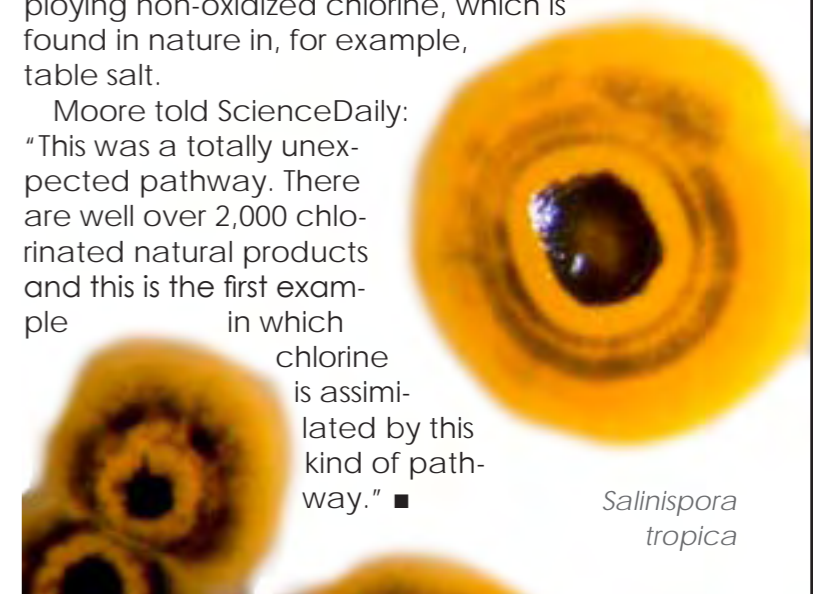 ploying non-oxidized chlorine, which is
found in nature in, for example,
table salt.
Moore told ScienceDaily:
“This was a totally unex-
pected pathway. There
are well over 2,000 chlo-
rinated natural products
and this is the first exam-
ple in which
chlorine
is assimi-
lated by this
kind of path-
way.” ■
Salinispora
tropica